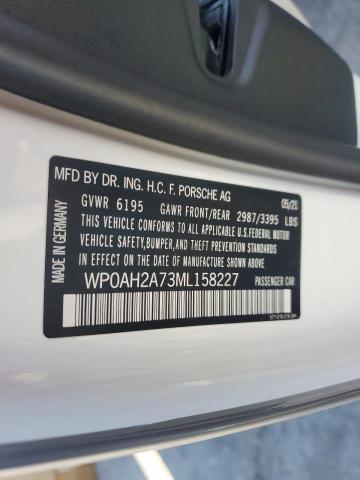 MFD BY DR. ING. H.C. F. PORSCHE AG 05/21
GVWR 6195 GAWR FRONT/REAR 2987/3395 LBS
THIS VEHICLE CONFORMS TO ALL APPLICABLE U.S.FEDERAL MOTOR
VEHICLE SAFETY,BUMPER,AND THEFT PREVENTION STANDARDS
IN EFFECT ON THE DATE OF MANUFACTURE SHOWN ABOVE.
WP0AH2A73ML158227 PASSENGER CAR
MADE IN GERMANY